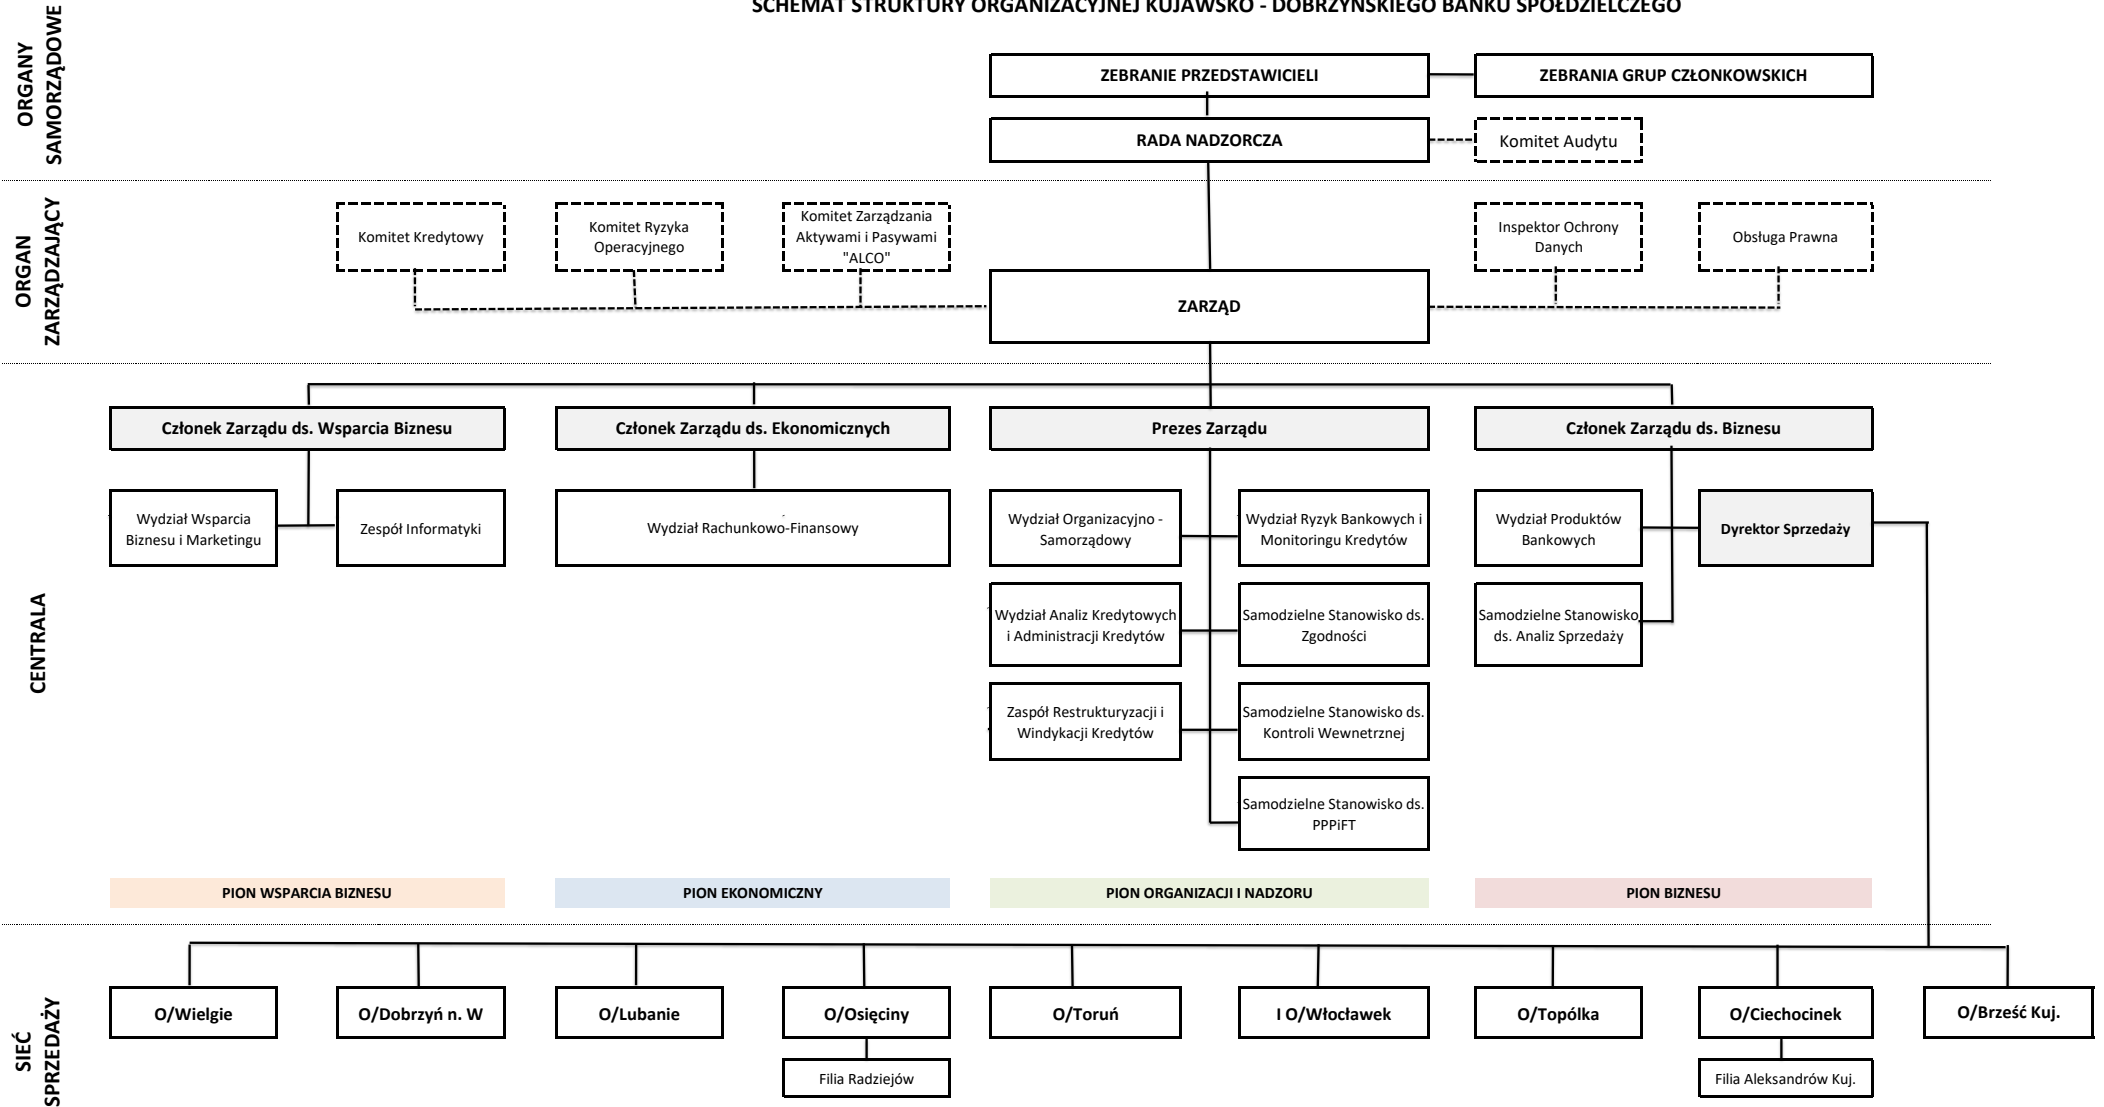 SCHEMAT STRUKTURY ORGANIZACYJNEJ KUJAWSKO - DOBRZYŃSKIEGO BANKU SPÓŁDZIELCZEGO
ORGANY
SAMORZĄDOWE
ZEBRANIE PRZEDSTAWICIELI
ZEBRANIA GRUP CZŁONKOWSKICH
RADA NADZORCZA
Komitet Audytu
ORGAN
ZARZĄDZAJĄCY
Komitet Kredytowy
Komitet Ryzyka
Operacyjnego
Komitet Zarządzania
Aktywami i Pasywami
"ALCO"
Inspektor Ochrony
Danych
Obsługa Prawna
ZARZĄD
CENTRALA
Członek Zarządu ds. Wsparcia Biznesu
Członek Zarządu ds. Ekonomicznych
Prezes Zarządu
Członek Zarządu ds. Biznesu
Wydział Wsparcia
Biznesu i Marketingu
Zespół Informatyki
Wydział Rachunkowo-Finansowy
Wydział Organizacyjno -
Samorządowy
Wydział Ryzyk Bankowych i
Monitoringu Kredytów
Wydział Produktów
Bankowych
Dyrektor Sprzedaży
Wydział Analiz Kredytowych
i Administracji Kredytów
Samodzielne Stanowisko ds.
Zgodności
Samodzielne Stanowisko
ds. Analiz Sprzedaży
Zaspół Restrukturyzacji i
Windykacji Kredytów
Samodzielne Stanowisko ds.
Kontroli Wewnetrznej
Samodzielne Stanowisko ds.
PPPiFT
PION WSPARCIA BIZNESU
PION EKONOMICZNY
PION ORGANIZACJI I NADZORU
PION BIZNESU
SIEĆ
SPRZEDAŻY
O/Wielgie
O/Dobrzyń n. W
O/Lubanie
O/Osięciny
O/Toruń
I O/Włocławek
O/Topólka
O/Ciechocinek
O/Brześć Kuj.
Filia Radziejów
Filia Aleksandrów Kuj.